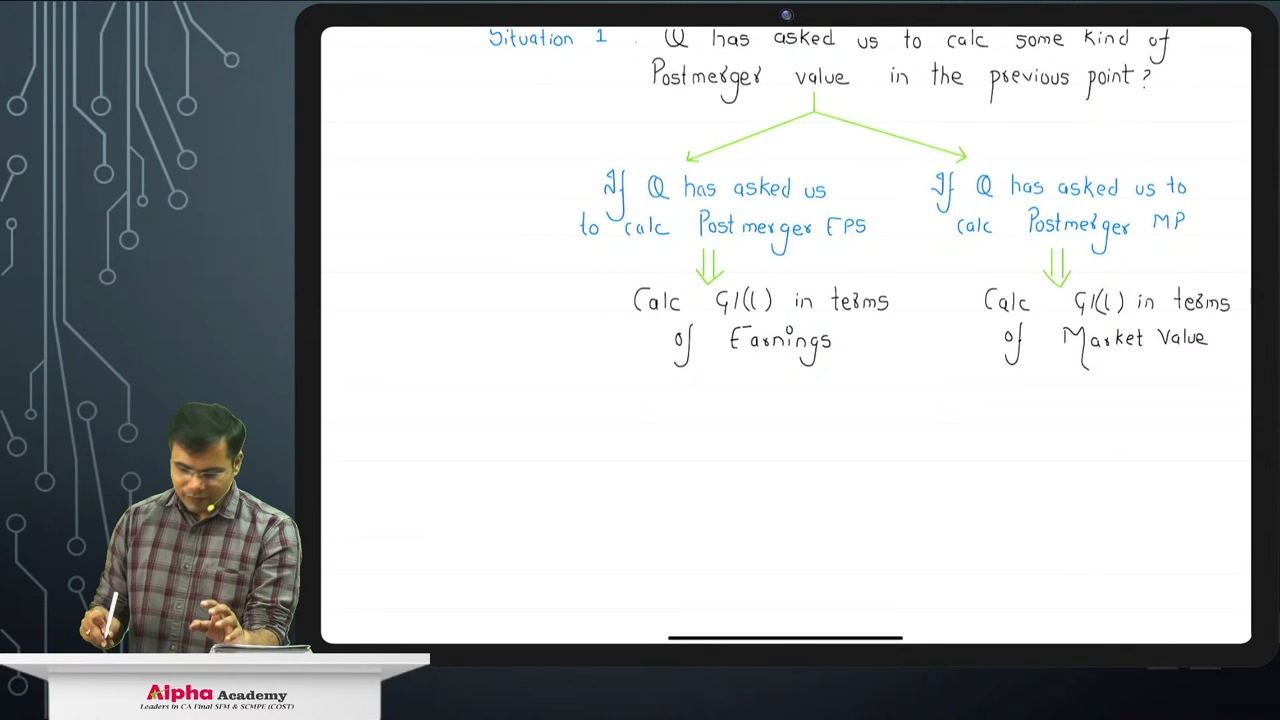 Situation 1 . Q has asked us to calc some kind of
Postmerger value in the previous point?
If Q has asked us
to calc Postmerger EPS
If Q has asked us to
calc Postmerger MP
Calc G/(L) in terms
of Earnings
Calc G/(L) in terms
of Market Value
Alpha Academy
Leaders in CA Final SFM & SCMPE (COST)